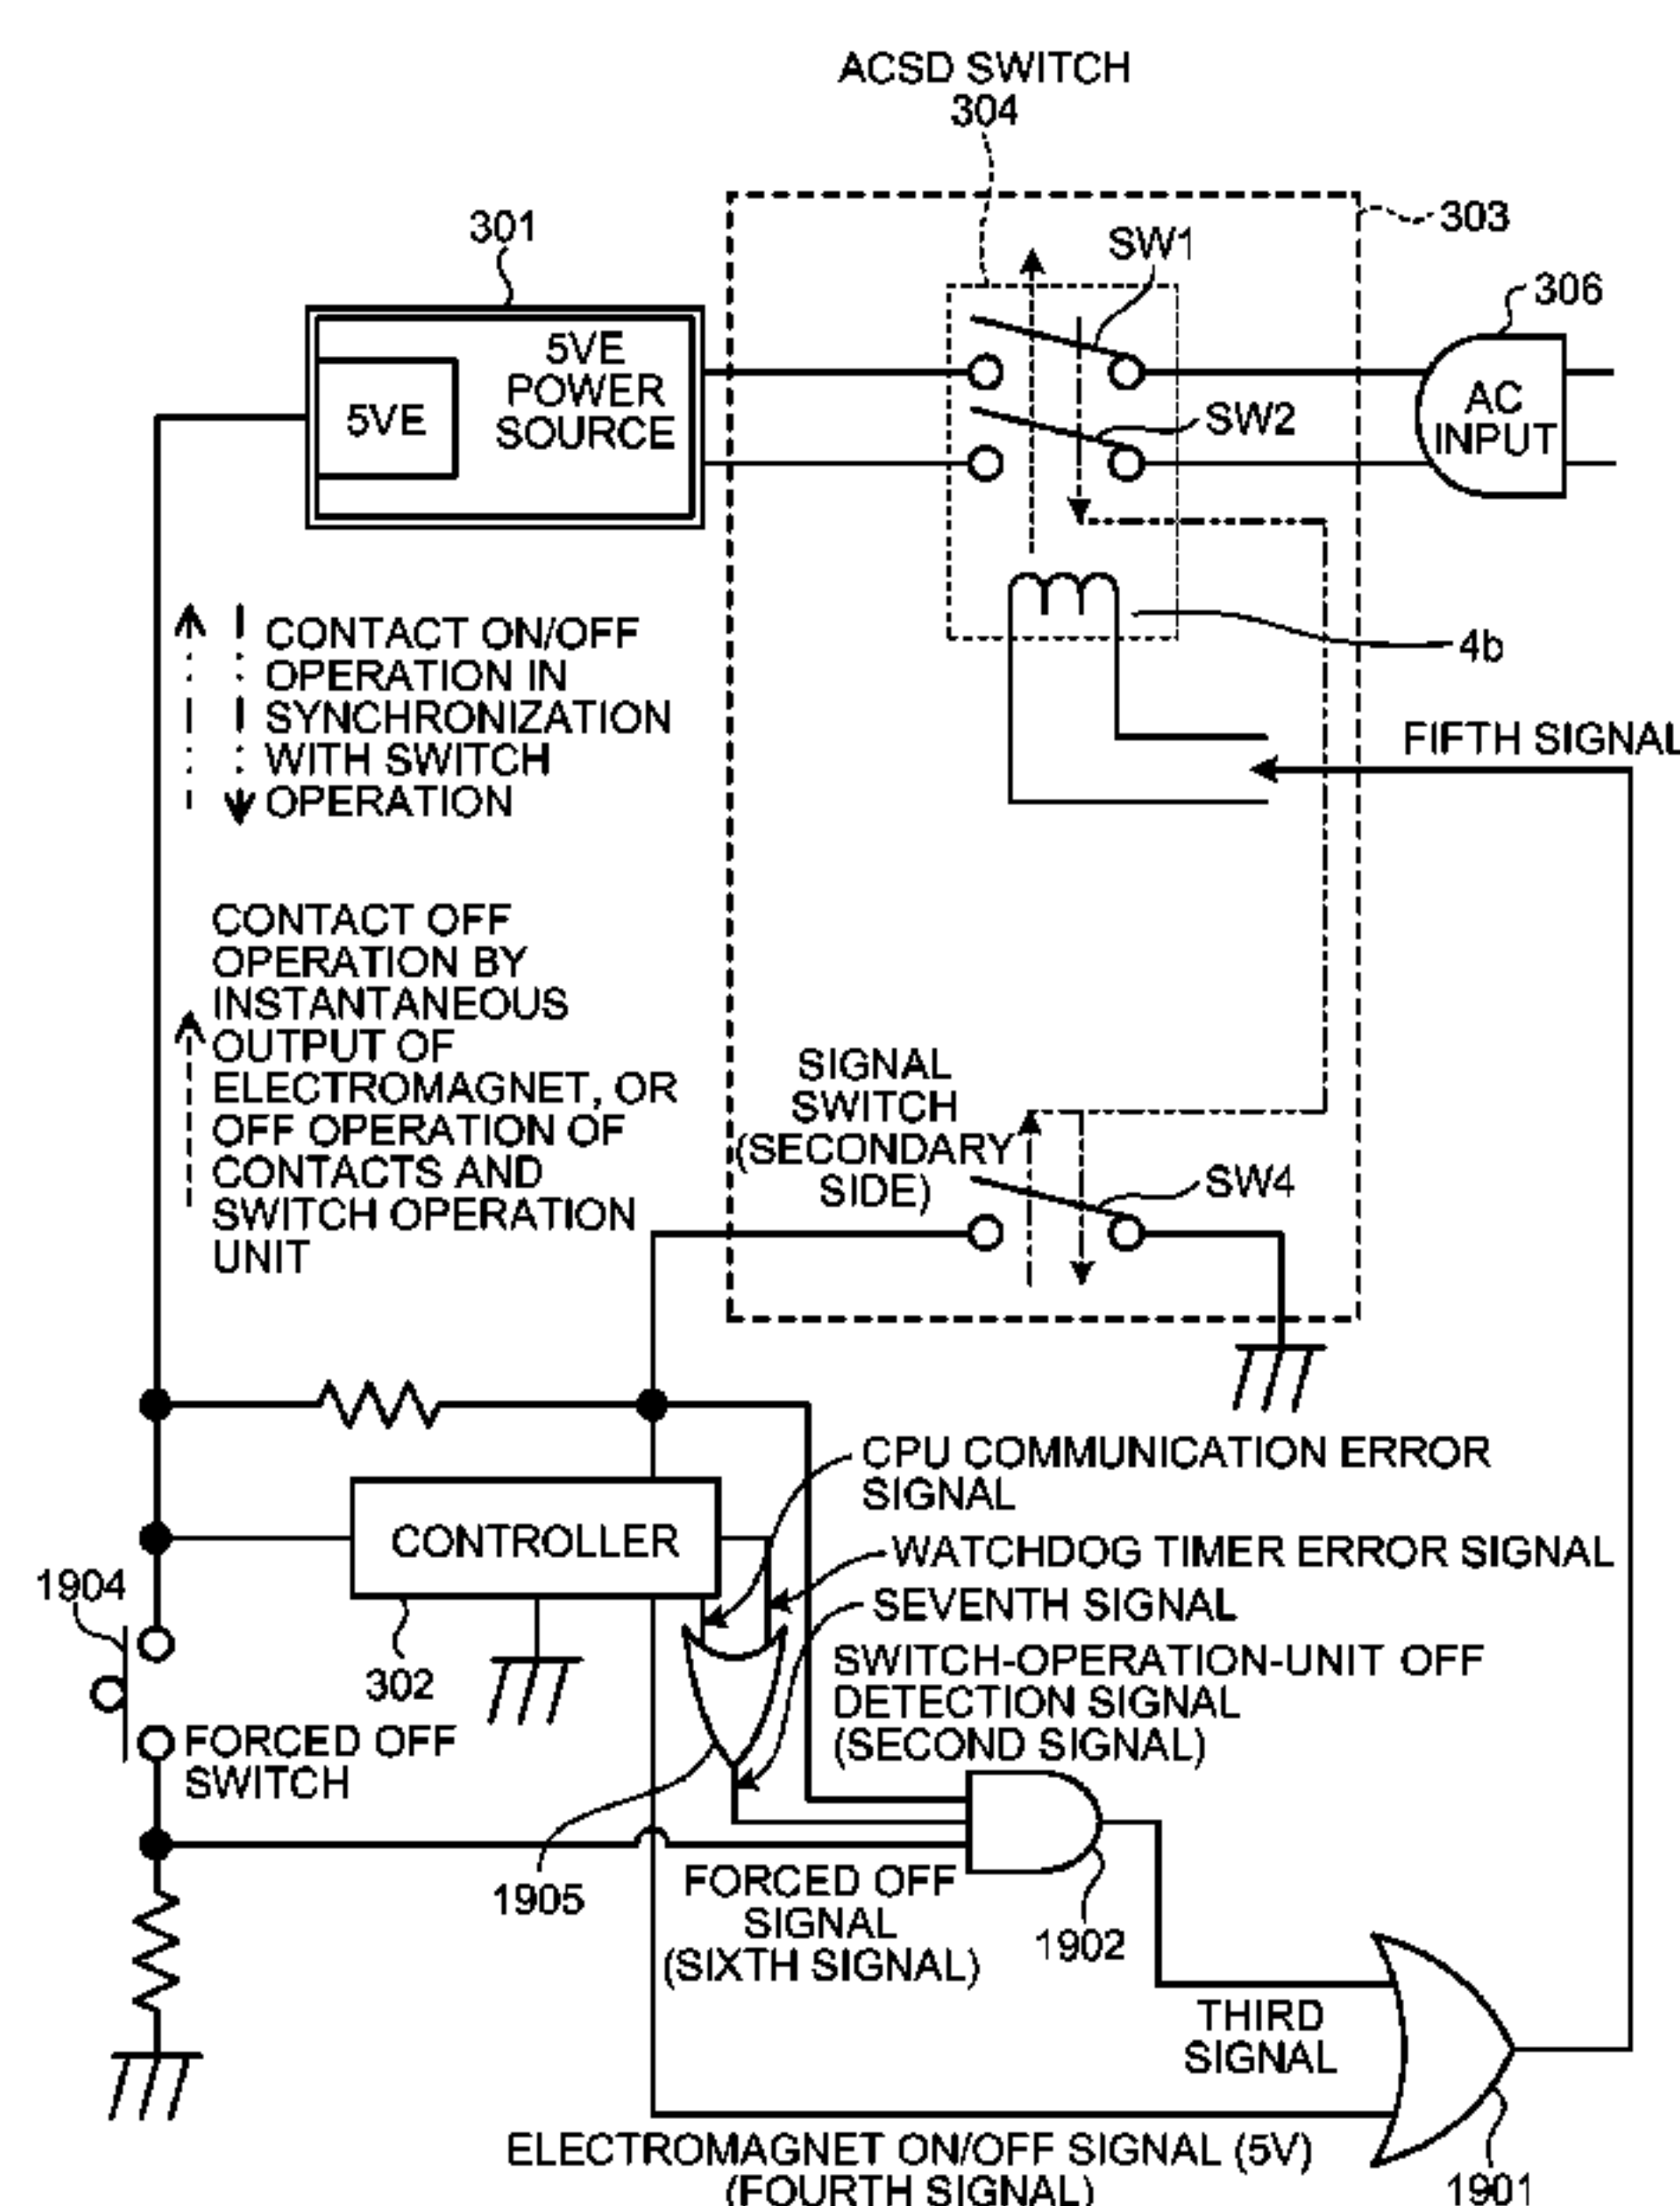 ACSD SWITCH
304
303
301
SW1
306
5VE
5VE
POWER
SOURCE
SW2
AC
INPUT
CONTACT ON/OFF
OPERATION IN
SYNCHRONIZATION
WITH SWITCH
OPERATION
4b
FIFTH SIGNAL
CONTACT OFF
OPERATION BY
INSTANTANEOUS
OUTPUT OF
ELECTROMAGNET, OR
OFF OPERATION OF
CONTACTS AND
SWITCH OPERATION
UNIT
SIGNAL
SWITCH
(SECONDARY
SIDE)
SW4
CPU COMMUNICATION ERROR
SIGNAL
CONTROLLER
WATCHDOG TIMER ERROR SIGNAL
1904
SEVENTH SIGNAL
302
SWITCH-OPERATION-UNIT OFF
DETECTION SIGNAL
(SECOND SIGNAL)
FORCED OFF
SWITCH
1905
FORCED OFF
SIGNAL
(SIXTH SIGNAL)
1902
THIRD
SIGNAL
ELECTROMAGNET ON/OFF SIGNAL (5V)
(FOURTH SIGNAL)
1901